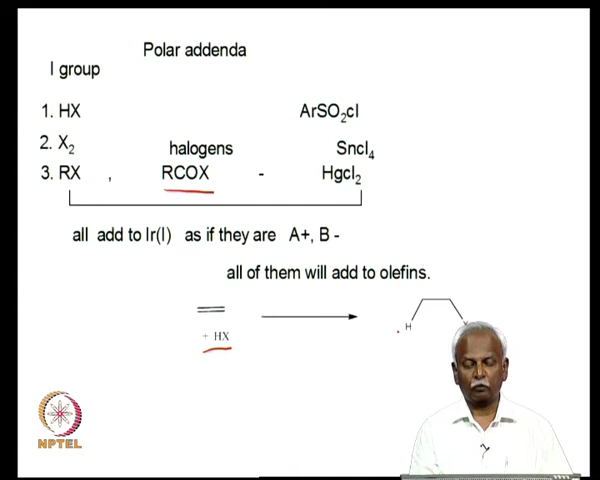 Polar addenda
I group
1. HX ArSO2cl
2. X2 halogens Sncl4
3. RX , RCOX - Hgcl2
all add to Ir(I) as if they are A+, B -
all of them will add to olefins.
+ HX
H
NPTEL